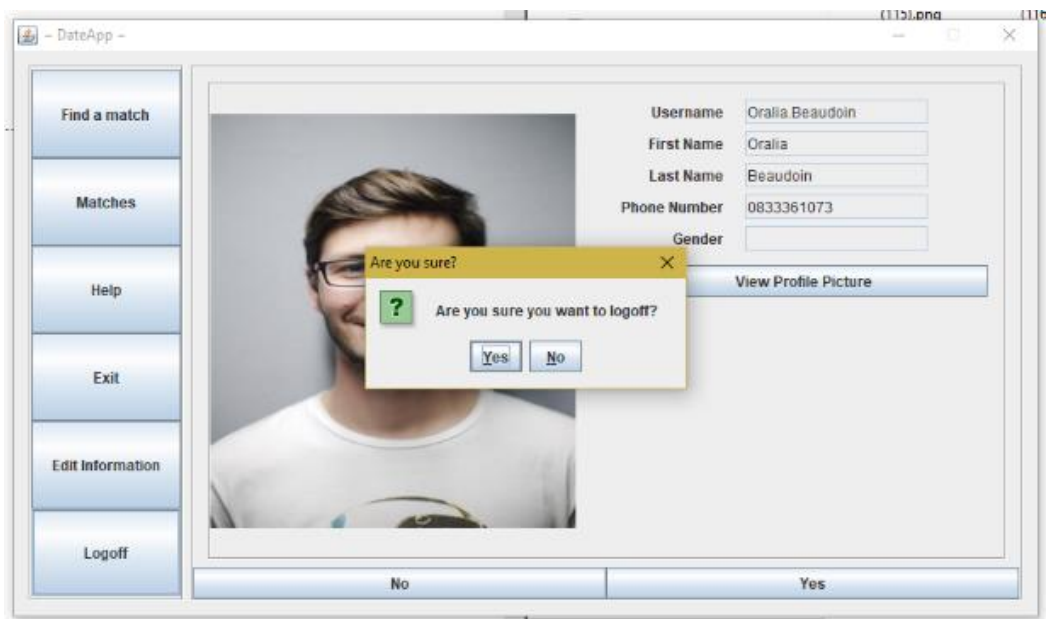 (115).png (116
- DateApp -
Find a match
Matches
Help
Exit
Edit Information
Logoff
Username Oralia.Beaudoin
First Name Oralia
Last Name Beaudoin
Phone Number 0833361073
Gender
View Profile Picture
Are you sure?
Are you sure you want to logoff?
Yes No
No Yes